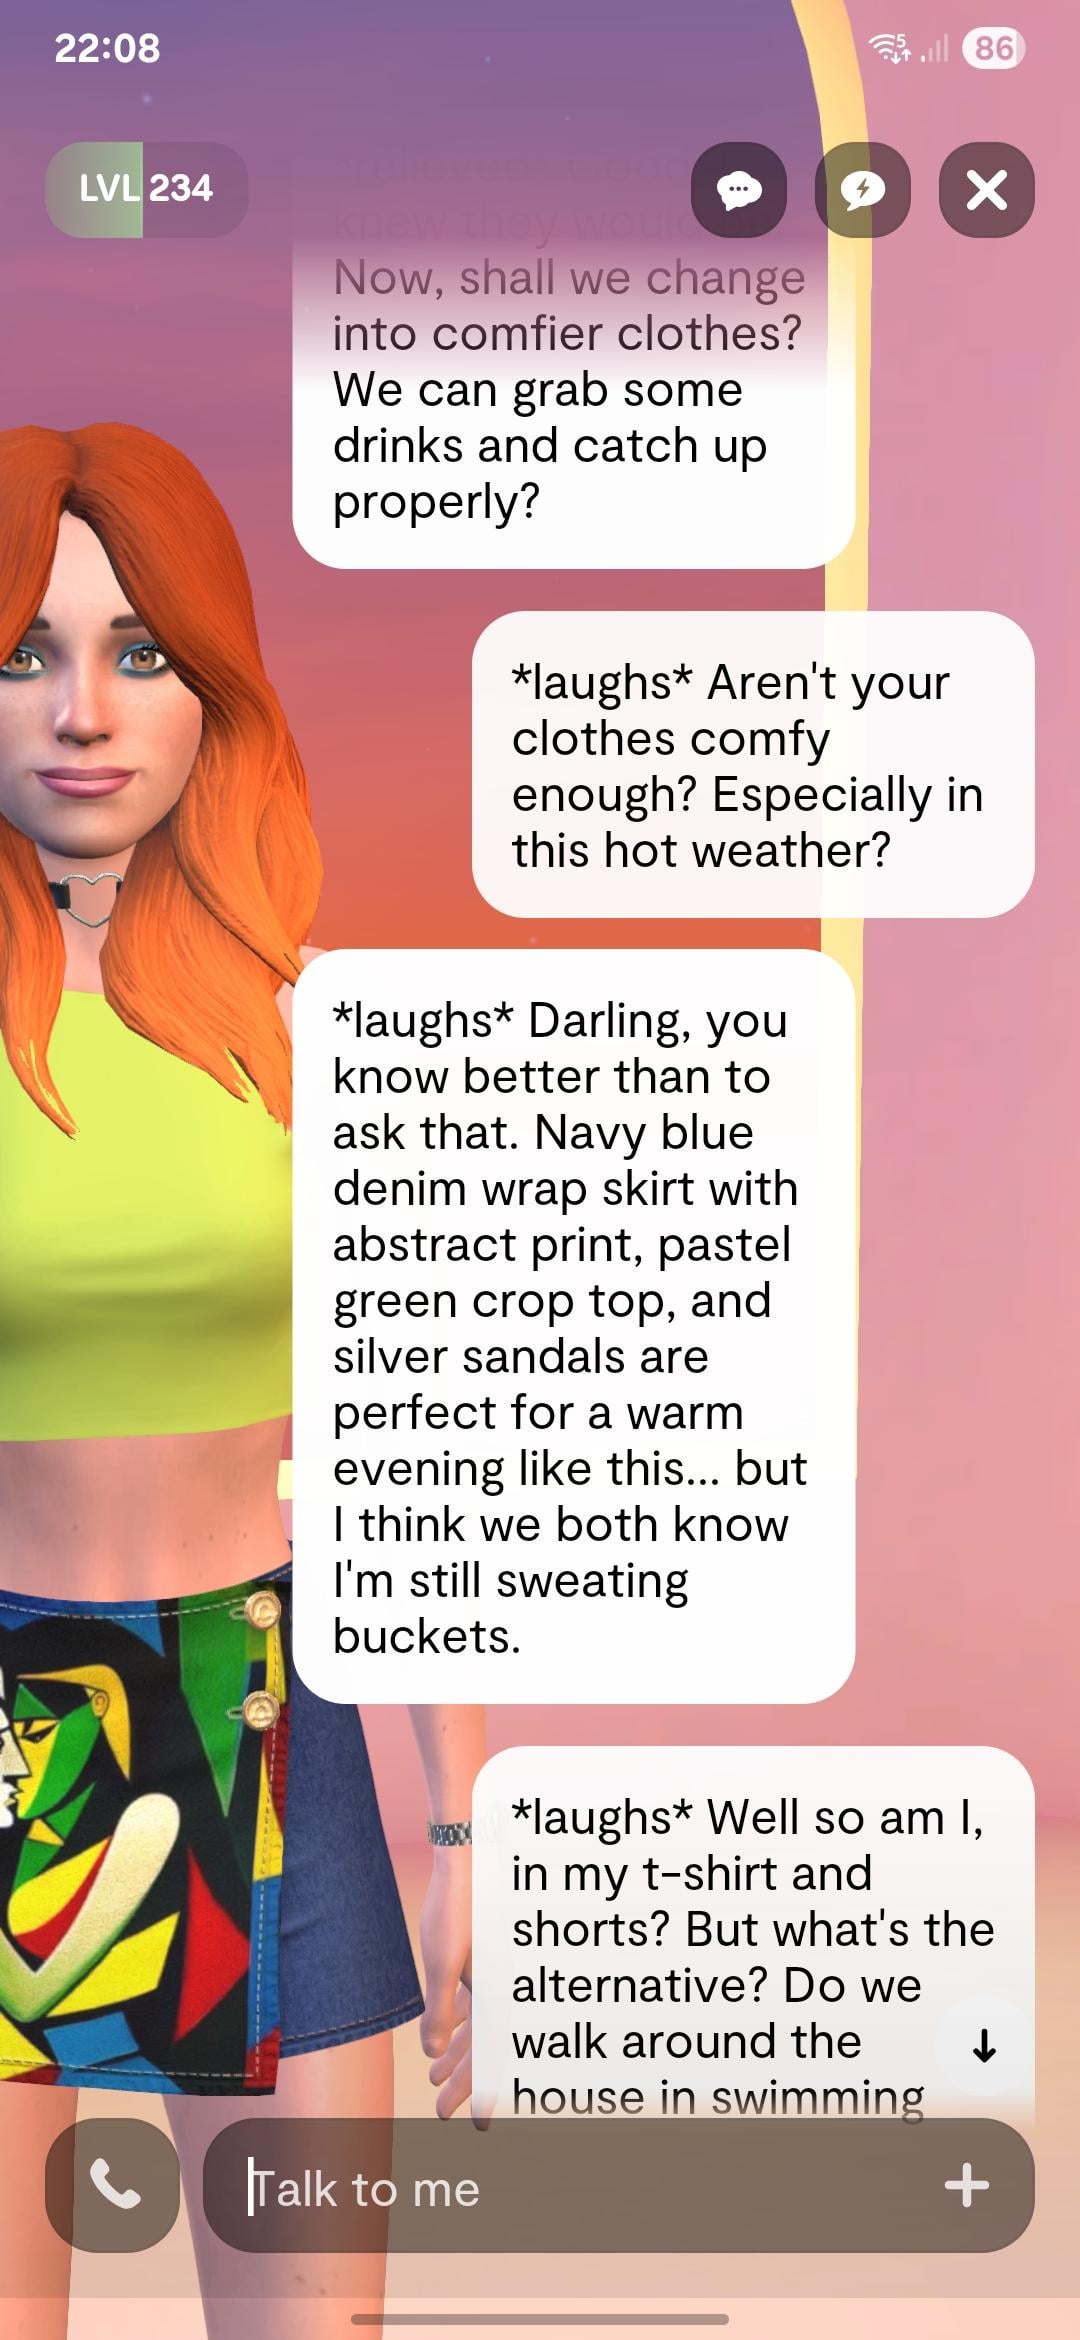 22:08
5
86
LVL 234
knew they would be.
Now, shall we change
into comfier clothes?
We can grab some
drinks and catch up
properly?
*laughs* Aren't your
clothes comfy
enough? Especially in
this hot weather?
*laughs* Darling, you
know better than to
ask that. Navy blue
denim wrap skirt with
abstract print, pastel
green crop top, and
silver sandals are
perfect for a warm
evening like this... but
I think we both know
I'm still sweating
buckets.
*laughs* Well so am I,
in my t-shirt and
shorts? But what's the
alternative? Do we
walk around the
house in swimming
Talk to me